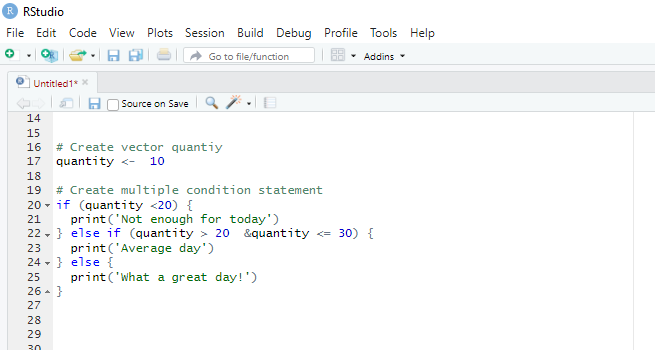 RStudio
File Edit Code View Plots Session Build Debug Profile Tools Help
Go to file/function Addins
Untitled1*
Source on Save
14
15
16 # Create vector quantiy
17 quantity <-  10
18
19 # Create multiple condition statement
20 if (quantity <20) {
21   print('Not enough for today')
22 } else if (quantity > 20  &quantity <= 30) {
23   print('Average day')
24 } else {
25   print('What a great day!')
26 }
27
28
29
30